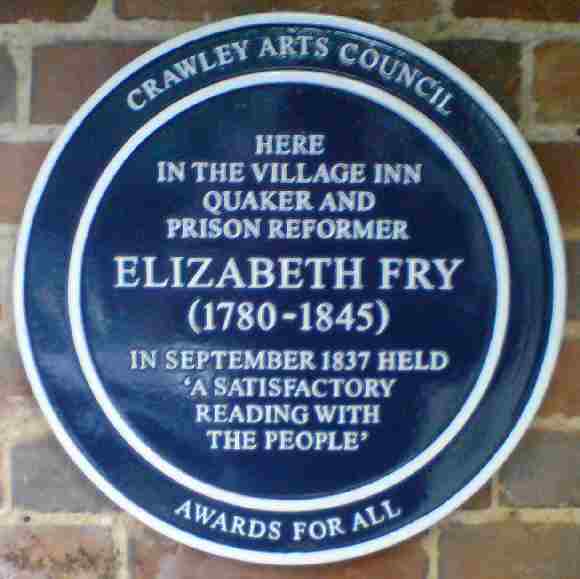 CRAWLEY ARTS COUNCIL
HERE
IN THE VILLAGE INN
QUAKER AND
PRISON REFORMER
ELIZABETH FRY
(1780-1845)
IN SEPTEMBER 1837 HELD
'A SATISFACTORY
READING WITH
THE PEOPLE'
AWARDS FOR ALL